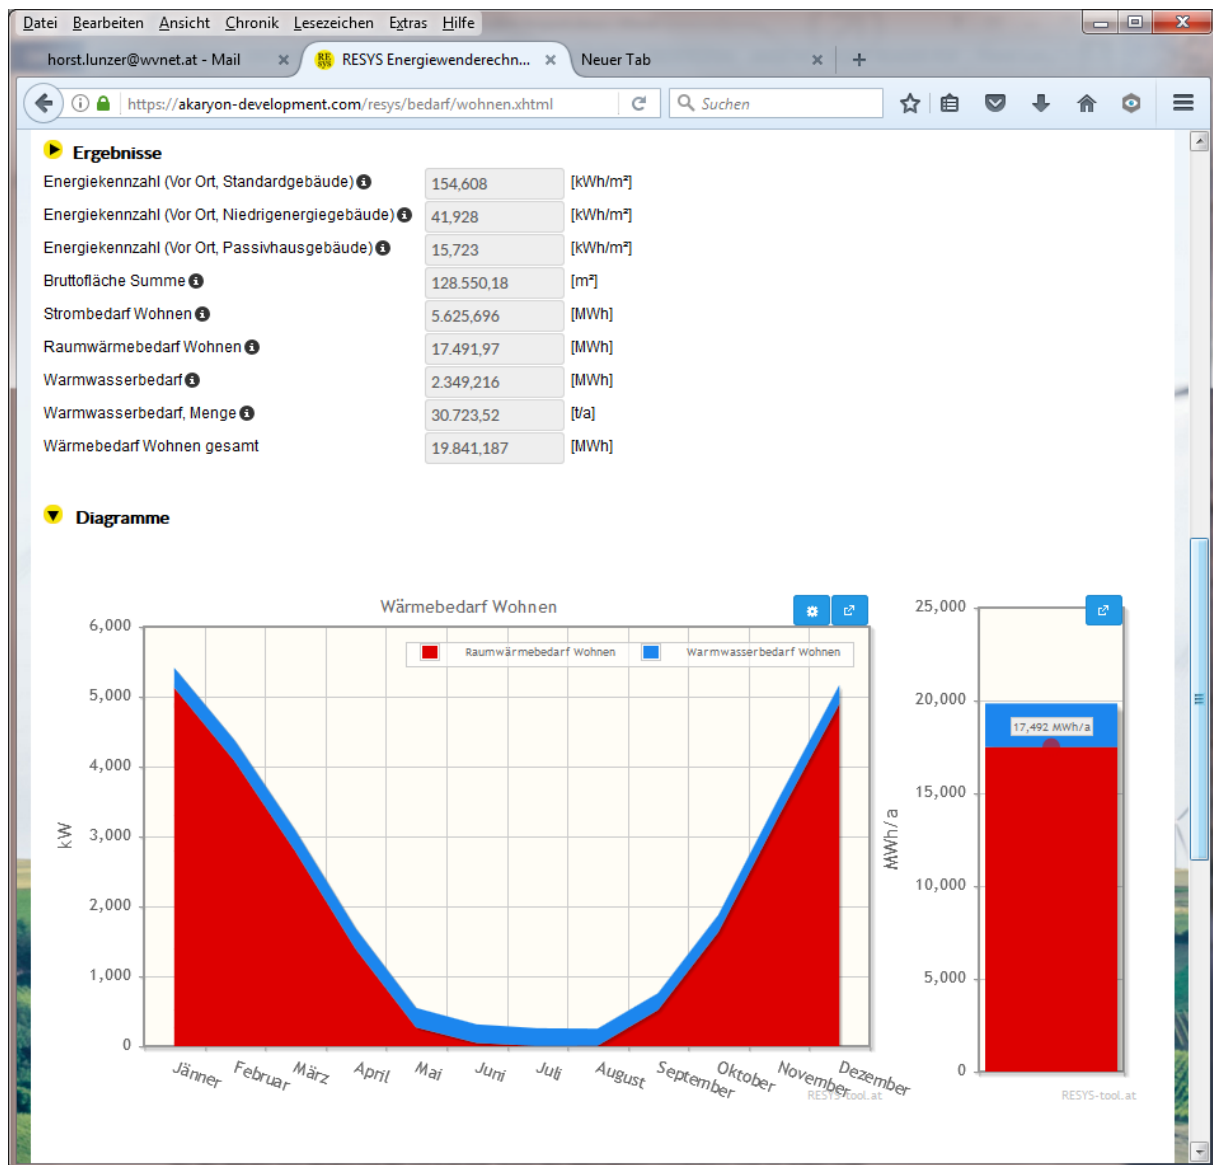 Datei Bearbeiten Ansicht Chronik Lesezeichen Extras Hilfe
horst.lunzer@wvnet.at - Mail
RE SYS RESYS Energiewenderechn...
Neuer Tab
https://akaryon-development.com/resys/bedarf/wohnen.xhtml
Suchen
Ergebnisse
Energiekennzahl (Vor Ort, Standardgebäude) 154,608 [kWh/m²]
Energiekennzahl (Vor Ort, Niedrigenergiegebäude) 41,928 [kWh/m²]
Energiekennzahl (Vor Ort, Passivhausgebäude) 15,723 [kWh/m²]
Bruttofläche Summe 128.550,18 [m²]
Strombedarf Wohnen 5.625,696 [MWh]
Raumwärmebedarf Wohnen 17.491,97 [MWh]
Warmwasserbedarf 2.349,216 [MWh]
Warmwasserbedarf, Menge 30.723,52 [t/a]
Wärmebedarf Wohnen gesamt 19.841,187 [MWh]
Diagramme
Wärmebedarf Wohnen
Raumwärmebedarf Wohnen
Warmwasserbedarf Wohnen
6,000
5,000
4,000
3,000
2,000
1,000
0
kW
Jänner
Februar
März
April
Mai
Juni
Juli
August
September
Oktober
November
Dezember
RESYS-tool.at
25,000
20,000
15,000
10,000
5,000
0
MWh/a
17,492 MWh/a
RESYS-tool.at